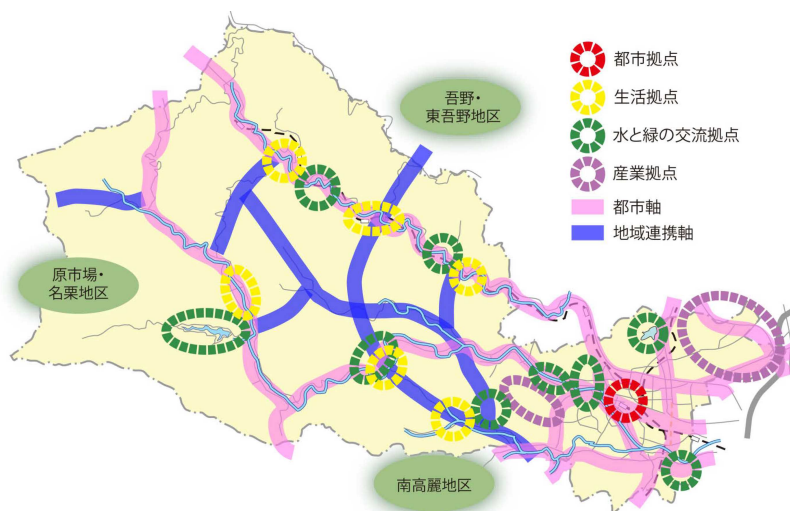 吾野・
東吾野地区
原市場・
名栗地区
南高麗地区
都市拠点
生活拠点
水と緑の交流拠点
産業拠点
都市軸
地域連携軸